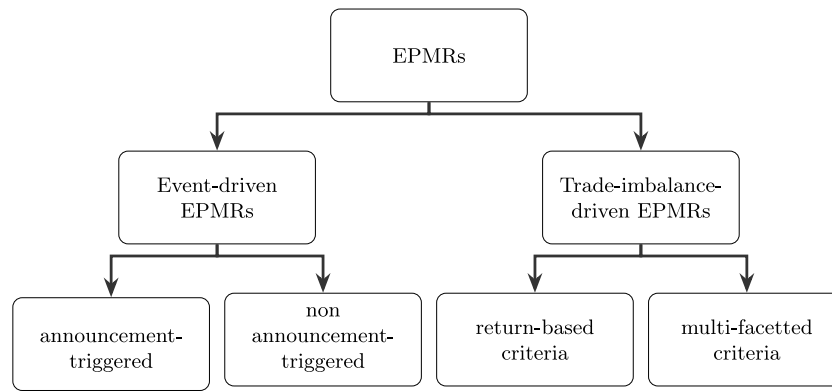 EPMRs
Event-driven
EPMRs
Trade-imbalance-
driven EPMRs
announcement-
triggered
non
announcement-
triggered
return-based
criteria
multi-facetted
criteria